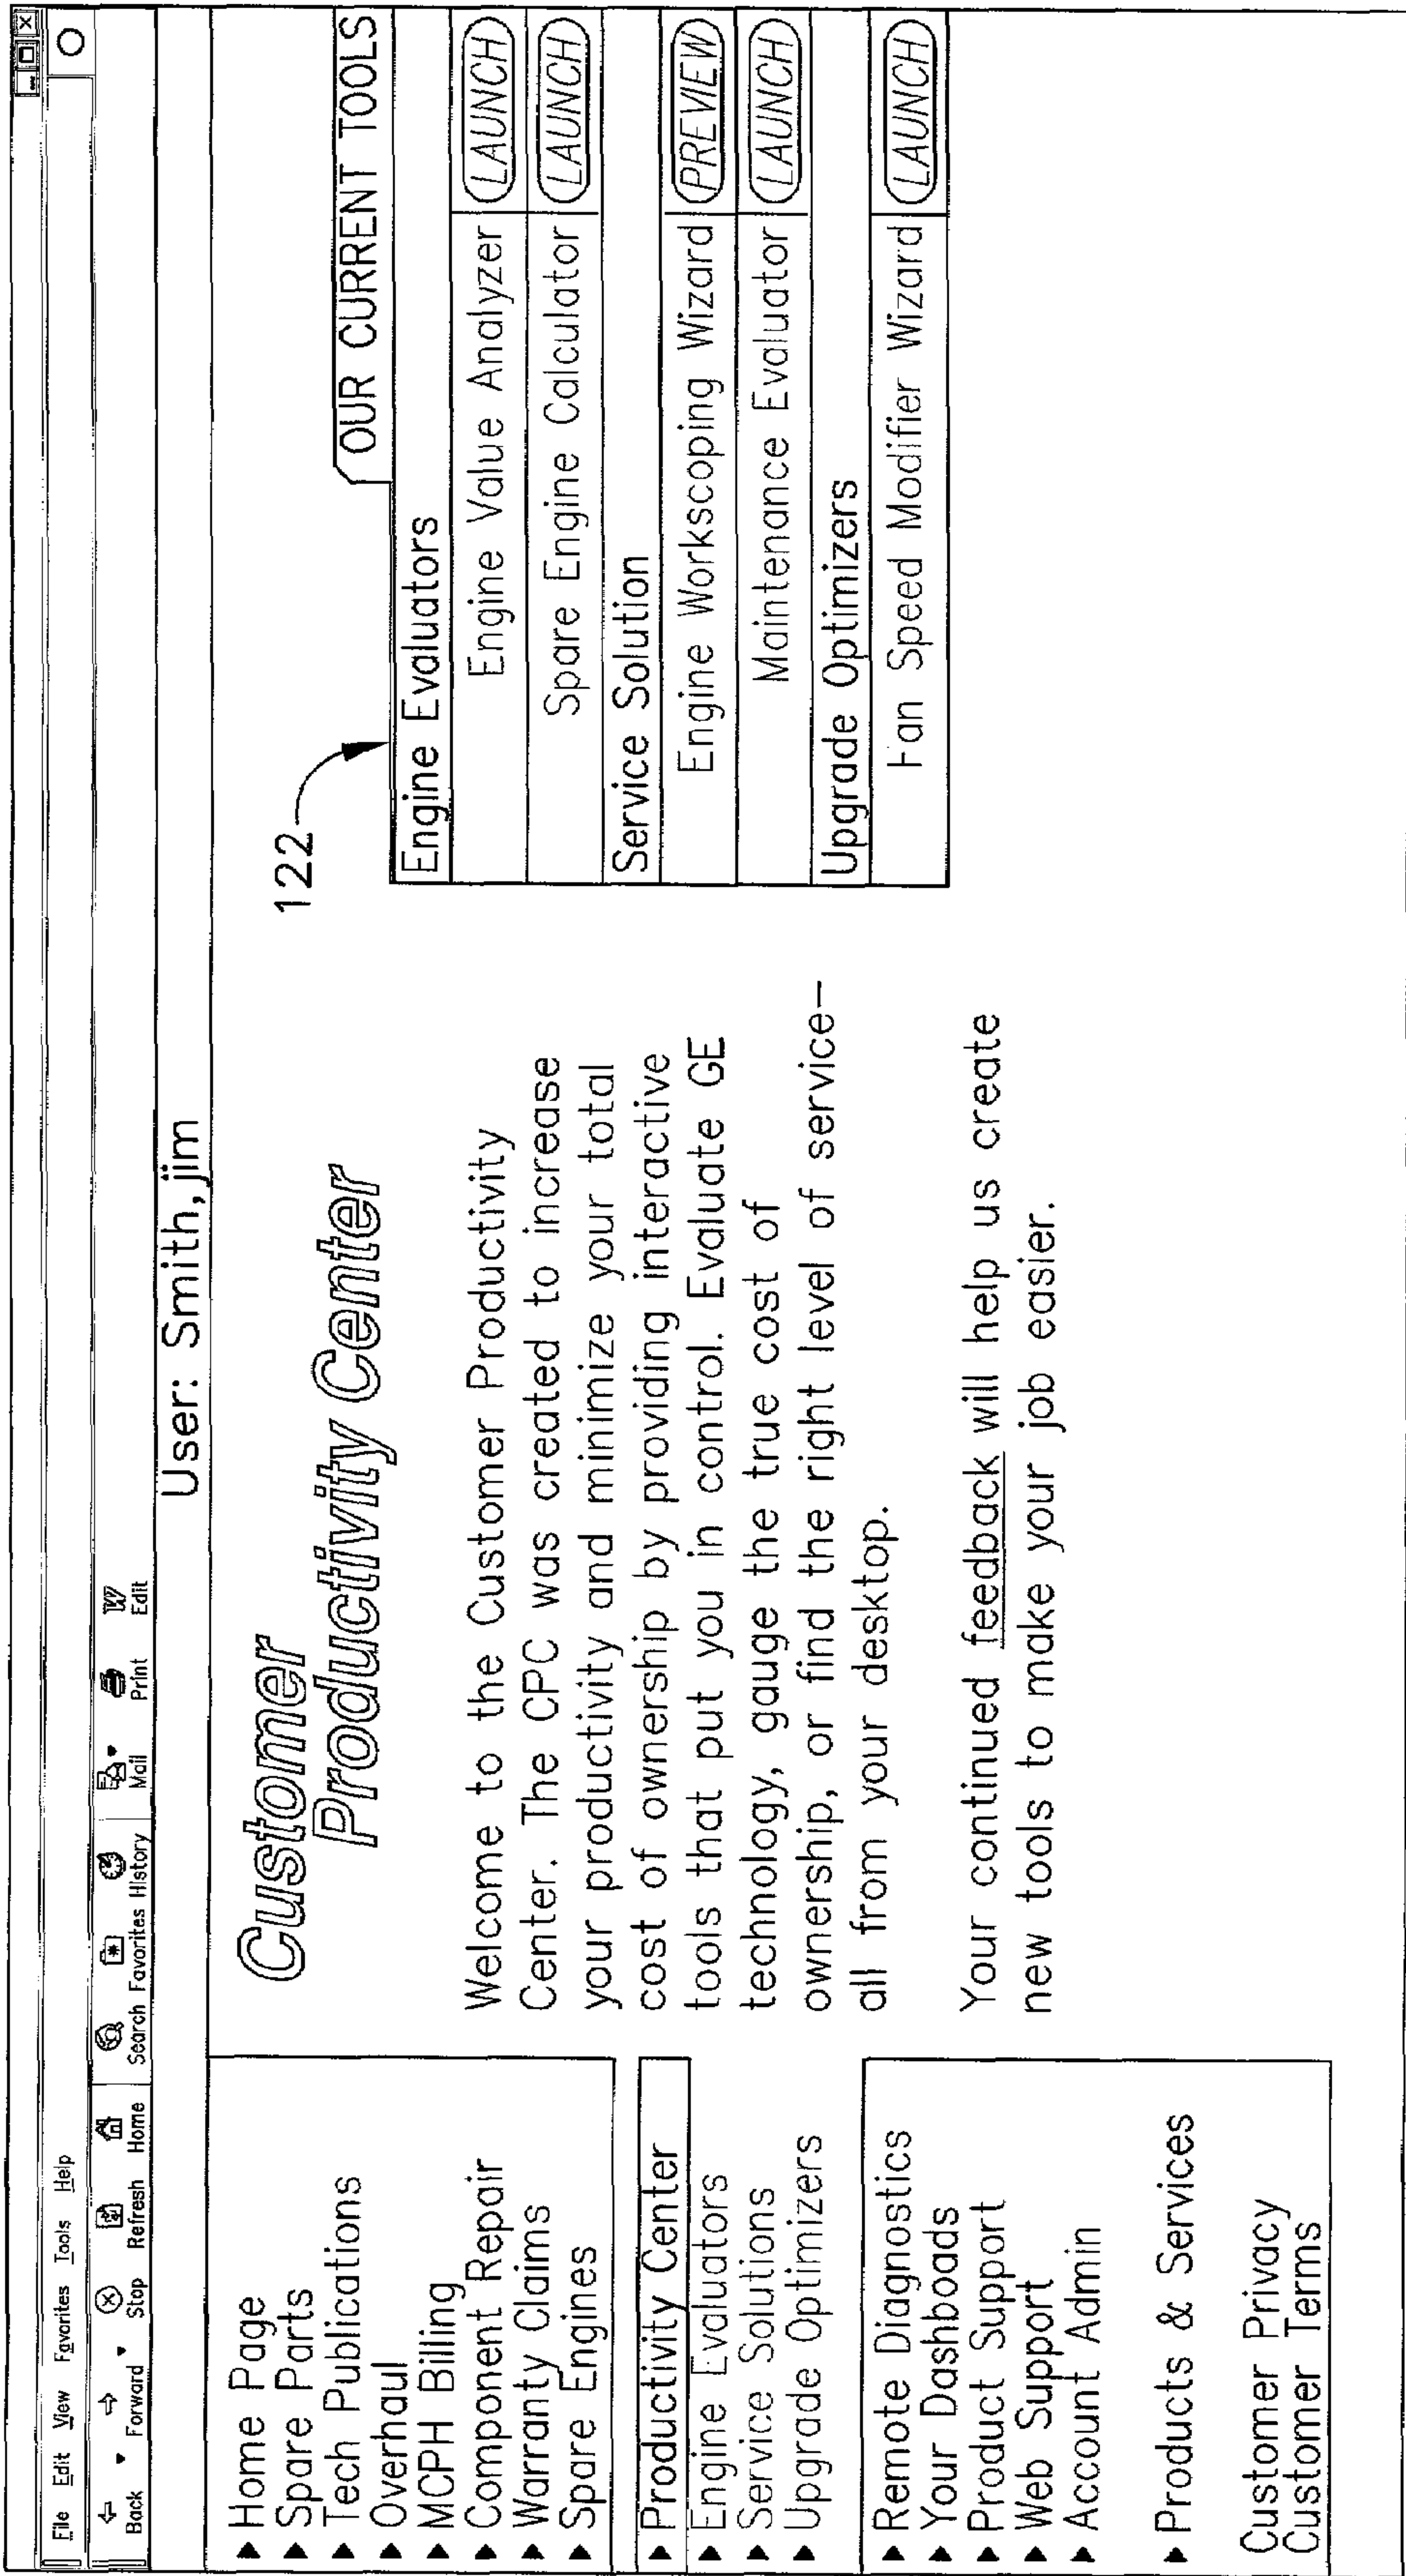 File Edit View Favorites Tools Help
Back Forward Stop Refresh Home Search Favorites History Mail Print Edit
User: Smith,jim
Home Page
Spare Parts
Tech Publications
Overhaul
MCPH Billing
Component Repair
Warranty Claims
Spare Engines
Productivity Center
Engine Evaluators
Service Solutions
Upgrade Optimizers
Remote Diagnostics
Your Dashboads
Product Support
Web Support
Account Admin
Products & Services
Customer Privacy
Customer Terms
Customer
Productivity Center
Welcome to the Customer Productivity
Center. The CPC was created to increase
your productivity and minimize your total
cost of ownership by providing interactive
tools that put you in control. Evaluate GE
technology, gauge the true cost of
ownership, or find the right level of service—
all from your desktop.
Your continued feedback will help us create
new tools to make your job easier.
122
OUR CURRENT TOOLS
Engine Evaluators
Engine Value Analyzer LAUNCH
Spare Engine Calculator LAUNCH
Service Solution
Engine Workscoping Wizard PREVIEW
Maintenance Evaluator LAUNCH
Upgrade Optimizers
Fan Speed Modifier Wizard LAUNCH